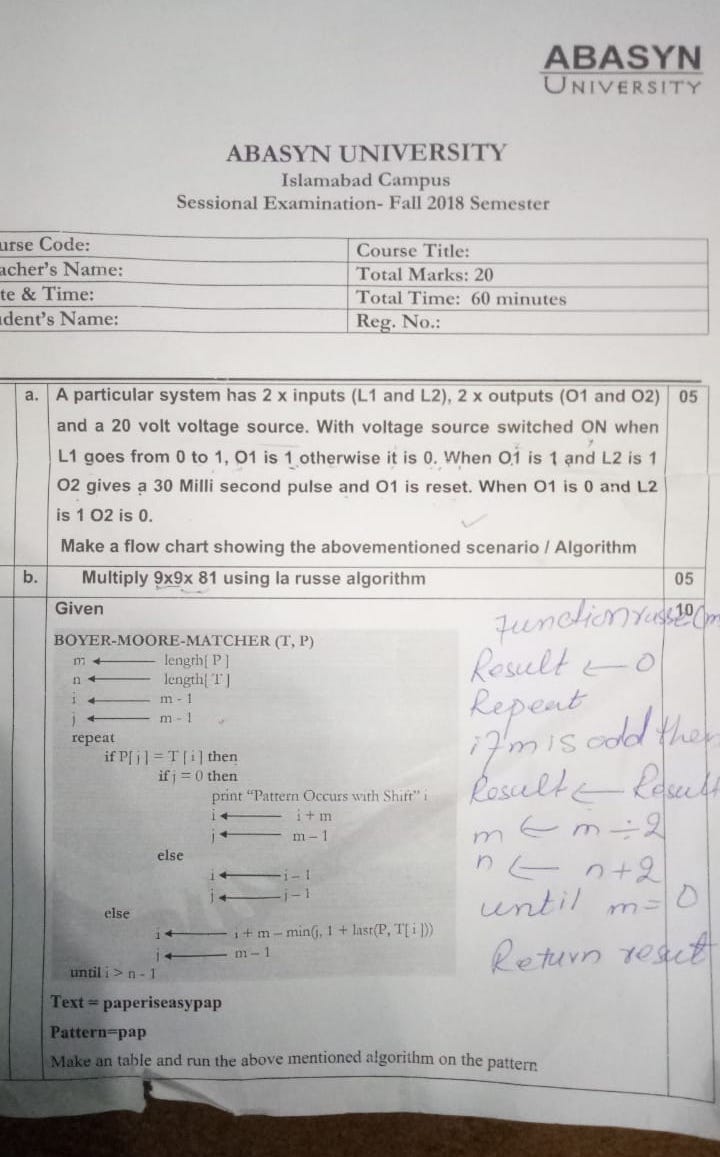 ABASYN
UNIVERSITY
ABASYN UNIVERSITY
Islamabad Campus
Sessional Examination- Fall 2018 Semester
urse Code:
Course Title:
acher's Name:
Total Marks: 20
te & Time:
Total Time: 60 minutes
dent's Name:
Reg. No.:
a. A particular system has 2 x inputs (L1 and L2), 2 x outputs (O1 and O2) 05
and a 20 volt voltage source. With voltage source switched ON when
L1 goes from 0 to 1, O1 is 1 otherwise it is 0. When O1 is 1 and L2 is 1
O2 gives a 30 Milli second pulse and O1 is reset. When O1 is 0 and L2
is 1 O2 is 0.
Make a flow chart showing the abovementioned scenario / Algorithm
b. Multiply 9x9x 81 using la russe algorithm 05
Given 10
BOYER-MOORE-MATCHER (T, P)
m ← length[ P ]
n ← length[ T ]
i ← m - 1
j ← m - 1
repeat
if P[ j ] = T [ i ] then
if j = 0 then
print “Pattern Occurs with Shift” i
i ← i + m
j ← m – 1
else
i ← i – 1
j ← j – 1
else
i ← i + m – min(j, 1 + last(P, T[ i ]))
j ← m – 1
until i > n - 1
Text = paperiseasypap
Pattern=pap
Make an table and run the above mentioned algorithm on the pattern
Function russe(m
Result ← 0
Repeat
if m is odd then
Result ← Result
m ← m ÷ 2
n ← n + 2
until m = 0
Return result